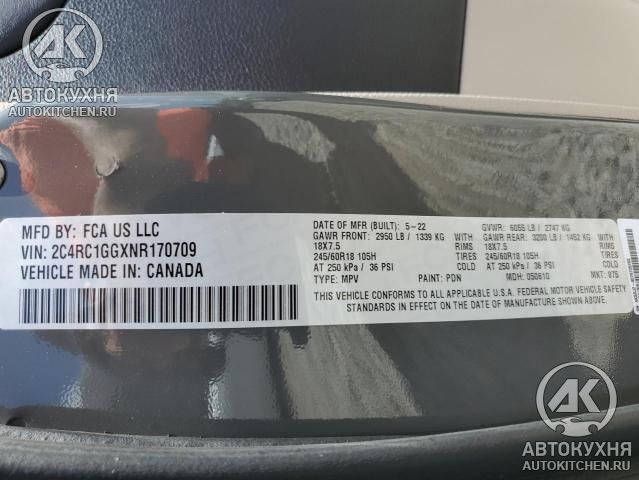 АВТОКУХНЯ
AUTOKITCHEN.RU
MFD BY: FCA US LLC
VIN: 2C4RC1GGXNR170709
VEHICLE MADE IN: CANADA
DATE OF MFR (BUILT): 5-22 GVWR: 6055 LB / 2747 KG
GAWR FRONT: 2950 LB / 1339 KG WITH GAWR REAR: 3200 LB / 1452 KG WITH
18X7.5 RIMS 18X7.5 RIMS
245/60R18 105H TIRES 245/60R18 105H TIRES
AT 250 kPa / 36 PSI COLD AT 250 kPa / 36 PSI COLD
TYPE: MPV PAINT: PDN MDH: 050610 MKT: 875
THIS VEHICLE CONFORMS TO ALL APPLICABLE U.S.A. FEDERAL MOTOR VEHICLE SAFETY
STANDARDS IN EFFECT ON THE DATE OF MANUFACTURE SHOWN ABOVE.
АК
АВТОКУХНЯ
AUTOKITCHEN.RU